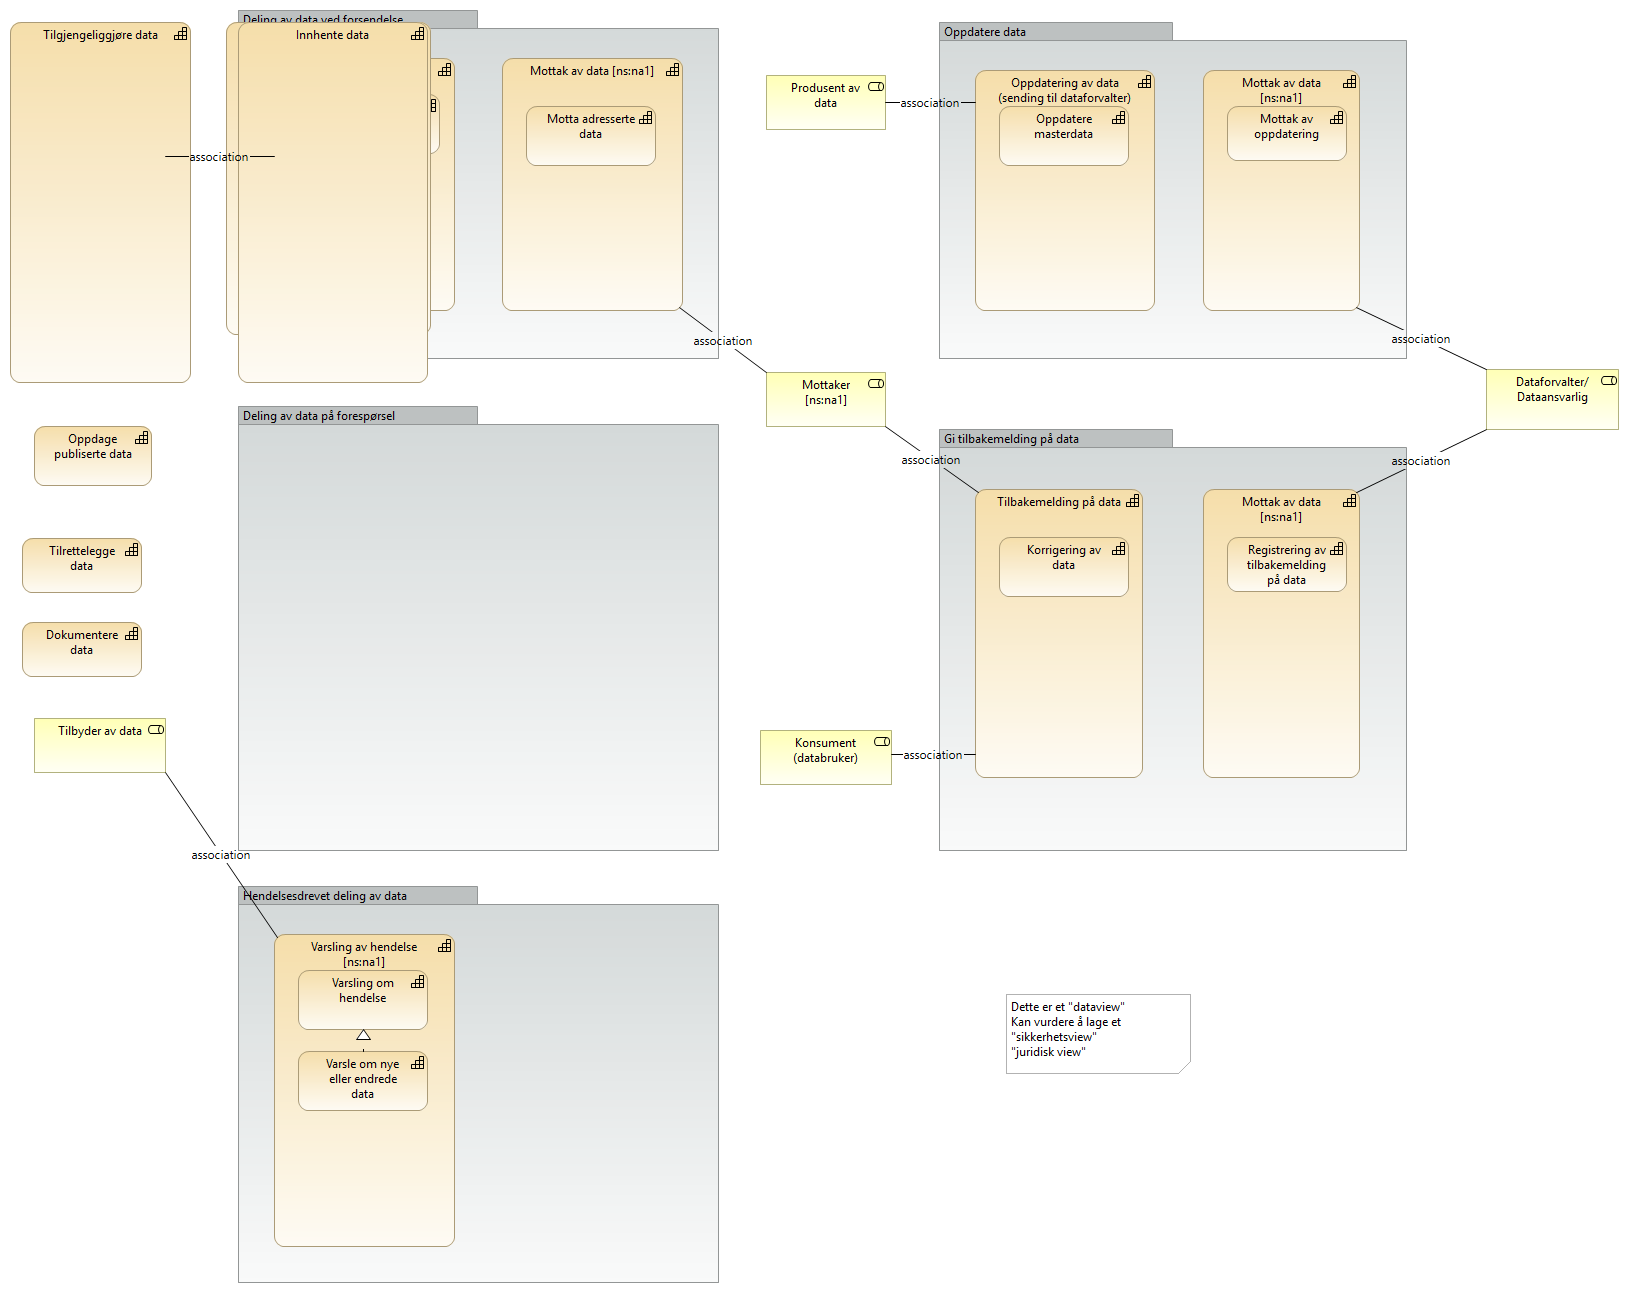 Deling av data ved forsendelse
Tilgjengeliggjøre data
Innhente data
association
Mottak av data [ns:na1]
Motta adresserte
data
association
Produsent av
data
association
Oppdatere data
Oppdatering av data
(sending til dataforvalter)
Oppdatere
masterdata
Mottak av data
[ns:na1]
Mottak av
oppdatering
association
Mottaker
[ns:na1]
association
Dataforvalter/
Dataansvarlig
association
Deling av data på forespørsel
Oppdage
publiserte data
Tilrettelegge
data
Dokumentere
data
Tilbyder av data
association
Gi tilbakemelding på data
Tilbakemelding på data
Korrigering av
data
Mottak av data
[ns:na1]
Registrering av
tilbakemelding
på data
Konsument
(databruker)
association
Hendelsesdrevet deling av data
Varsling av hendelse
[ns:na1]
Varsling om
hendelse
Varsle om nye
eller endrede
data
Dette er et "dataview"
Kan vurdere å lage et
"sikkerhetsview"
"juridisk view"